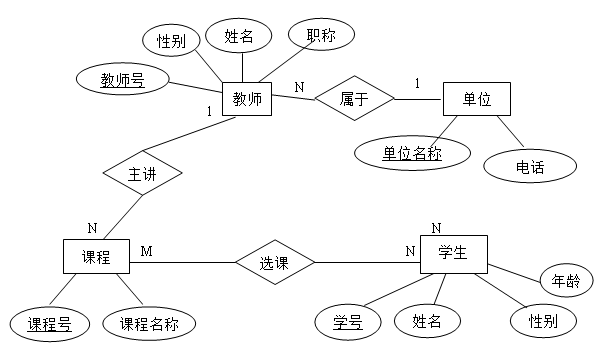 性别
姓名
职称
教师号
教师
N
属于
1
单位
1
单位名称
电话
主讲
N
课程
M
选课
N
N
学生
年龄
课程号
课程名称
学号
姓名
性别